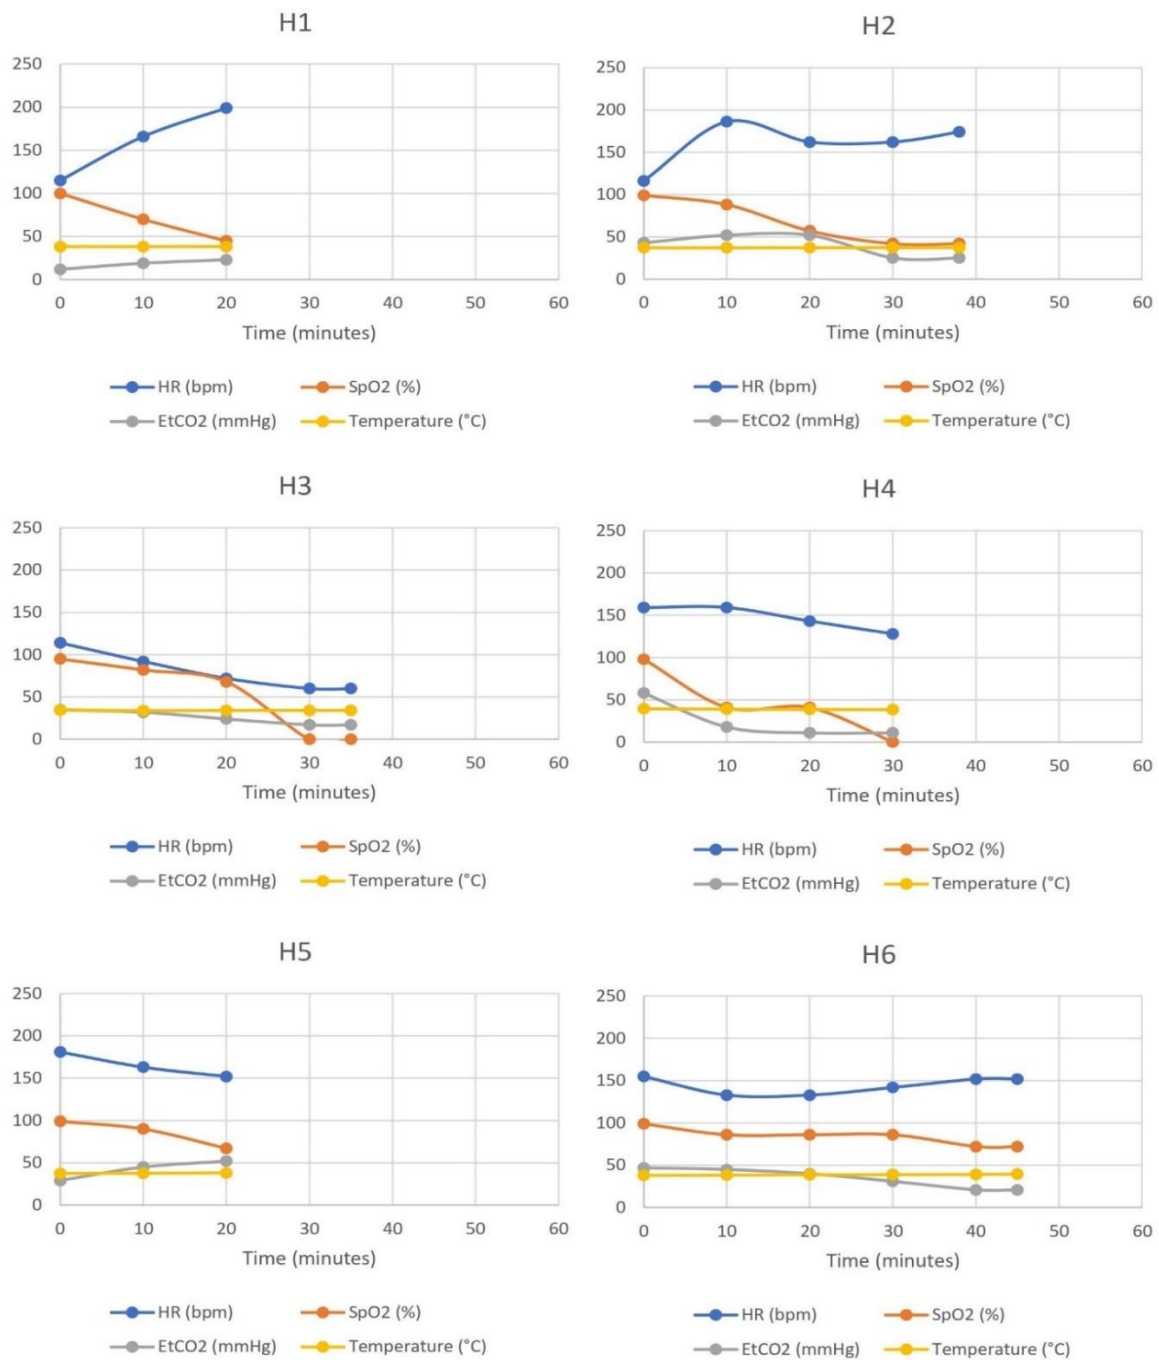 H1
250
200
150
100
50
0
0 10 20 30 40 50 60
Time (minutes)
HR (bpm) SpO2 (%)
EtCO2 (mmHg) Temperature (°C)
H2
250
200
150
100
50
0
0 10 20 30 40 50 60
Time (minutes)
HR (bpm) SpO2 (%)
EtCO2 (mmHg) Temperature (°C)
H3
250
200
150
100
50
0
0 10 20 30 40 50 60
Time (minutes)
HR (bpm) SpO2 (%)
EtCO2 (mmHg) Temperature (°C)
H4
250
200
150
100
50
0
0 10 20 30 40 50 60
Time (minutes)
HR (bpm) SpO2 (%)
EtCO2 (mmHg) Temperature (°C)
H5
250
200
150
100
50
0
0 10 20 30 40 50 60
Time (minutes)
HR (bpm) SpO2 (%)
EtCO2 (mmHg) Temperature (°C)
H6
250
200
150
100
50
0
0 10 20 30 40 50 60
Time (minutes)
HR (bpm) SpO2 (%)
EtCO2 (mmHg) Temperature (°C)